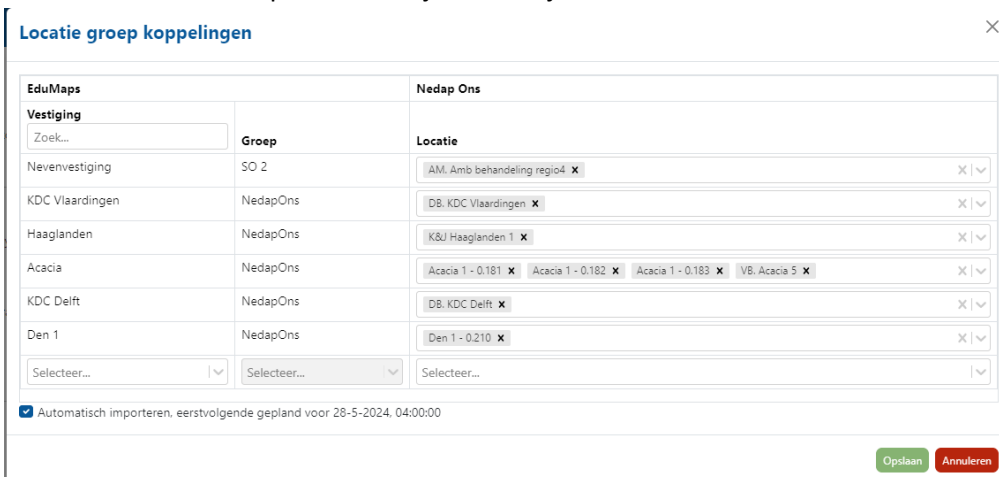 Locatie groep koppelingen
EduMaps Nedap Ons
Vestiging
Zoek... Groep Locatie
Nevenvestiging SO 2 AM. Amb behandeling regio4
KDC Vlaardingen NedapOns DB. KDC Vlaardingen
Haaglanden NedapOns K&J Haaglanden 1
Acacia NedapOns Acacia 1 - 0.181 Acacia 1 - 0.182 Acacia 1 - 0.183 VB. Acacia 5
KDC Delft NedapOns DB. KDC Delft
Den 1 NedapOns Den 1 - 0.210
Selecteer... Selecteer... Selecteer...
Automatisch importeren, eerstvolgende gepland voor 28-5-2024, 04:00:00
Opslaan Annuleren